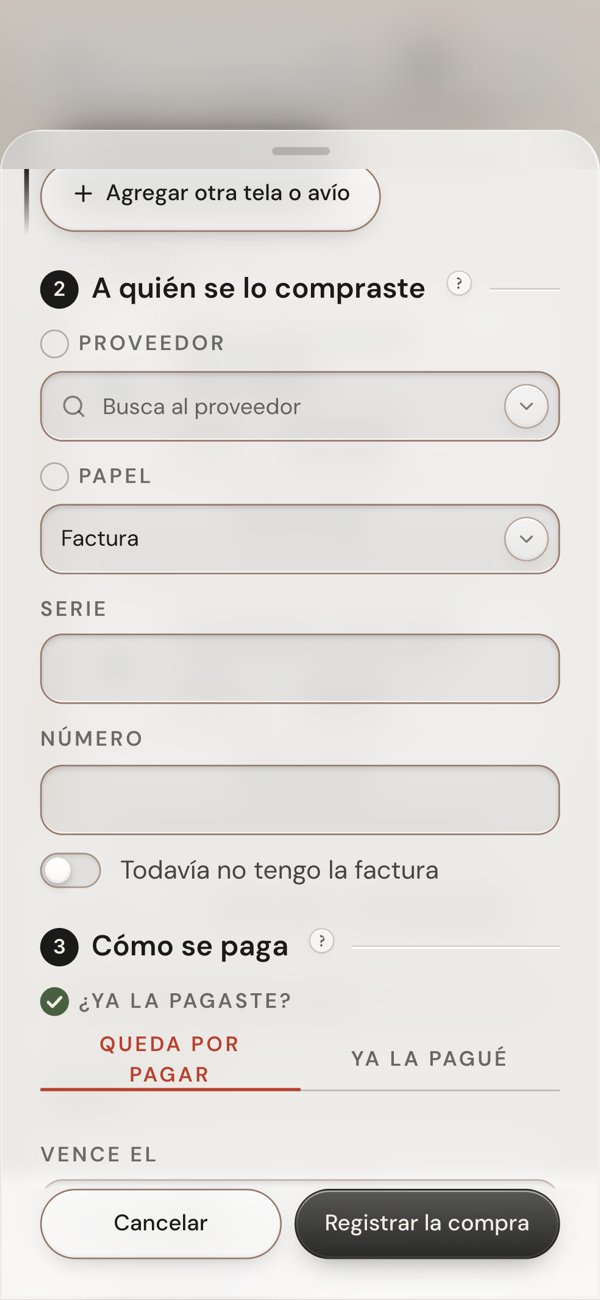 + Agregar otra tela o avío
2 A quién se lo compraste ?
PROVEEDOR
Busca al proveedor
PAPEL
Factura
SERIE
NÚMERO
Todavía no tengo la factura
3 Cómo se paga ?
¿YA LA PAGASTE?
QUEDA POR
PAGAR
YA LA PAGUÉ
VENCE EL
Cancelar
Registrar la compra